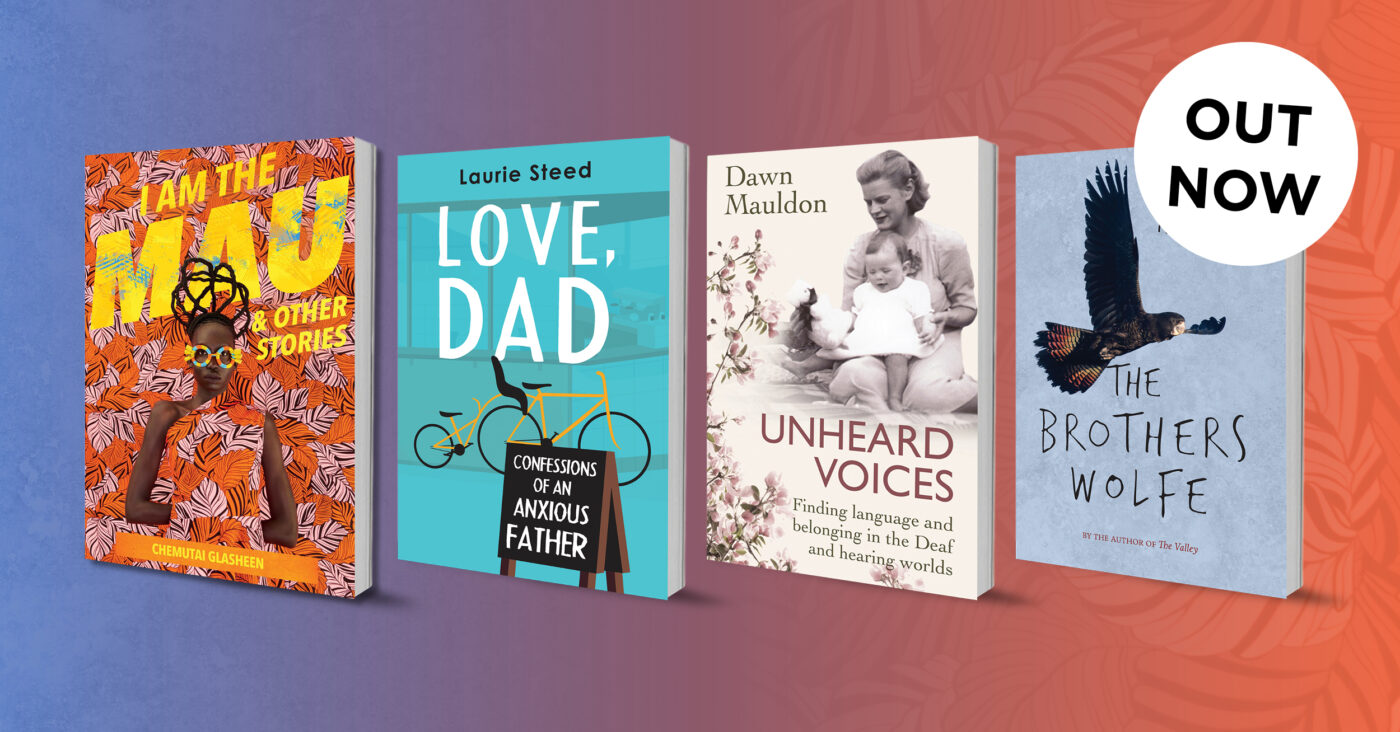 I AM THE
MAU
& OTHER
STORIES
CHEMUTAI GLASHEEN
Laurie Steed
LOVE,
DAD
CONFESSIONS
OF AN
ANXIOUS
FATHER
Dawn
Mauldon
UNHEARD
VOICES
Finding language and
belonging in the Deaf
and hearing worlds
THE
BROTHERS
WOLFE
BY THE AUTHOR OF The Valley
OUT
NOW